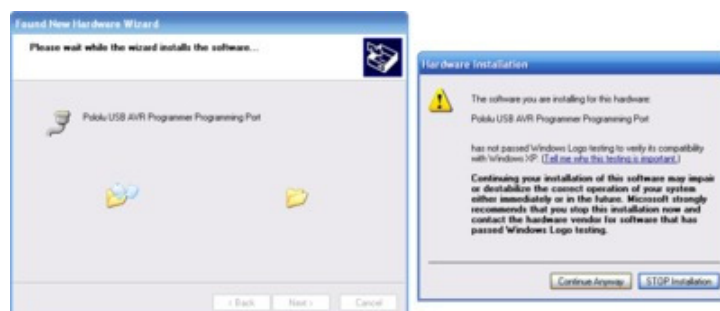 Found New Hardware Wizard
Please wait while the wizard installs the software...
Pololu USB AVR Programmer Programming Port
< Back
Next >
Cancel
Hardware Installation
The software you are installing for this hardware:
Pololu USB AVR Programmer Programming Port
has not passed Windows Logo testing to verify its compatibility
with Windows XP. (Tell me why this testing is important.)
Continuing your installation of this software may impair
or destabilize the correct operation of your system
either immediately or in the future. Microsoft strongly
recommends that you stop this installation now and
contact the hardware vendor for software that has
passed Windows Logo testing.
Continue Anyway
STOP Installation